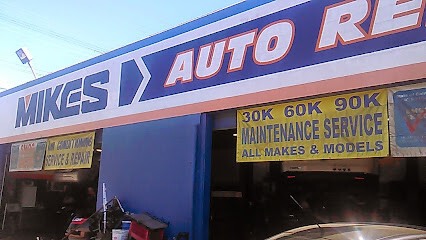 MIKES AUTO RE
30K 60K 90K
MAINTENANCE SERVICE
ALL MAKES & MODELS
AIR CONDITIONING
SERVICE & REPAIR